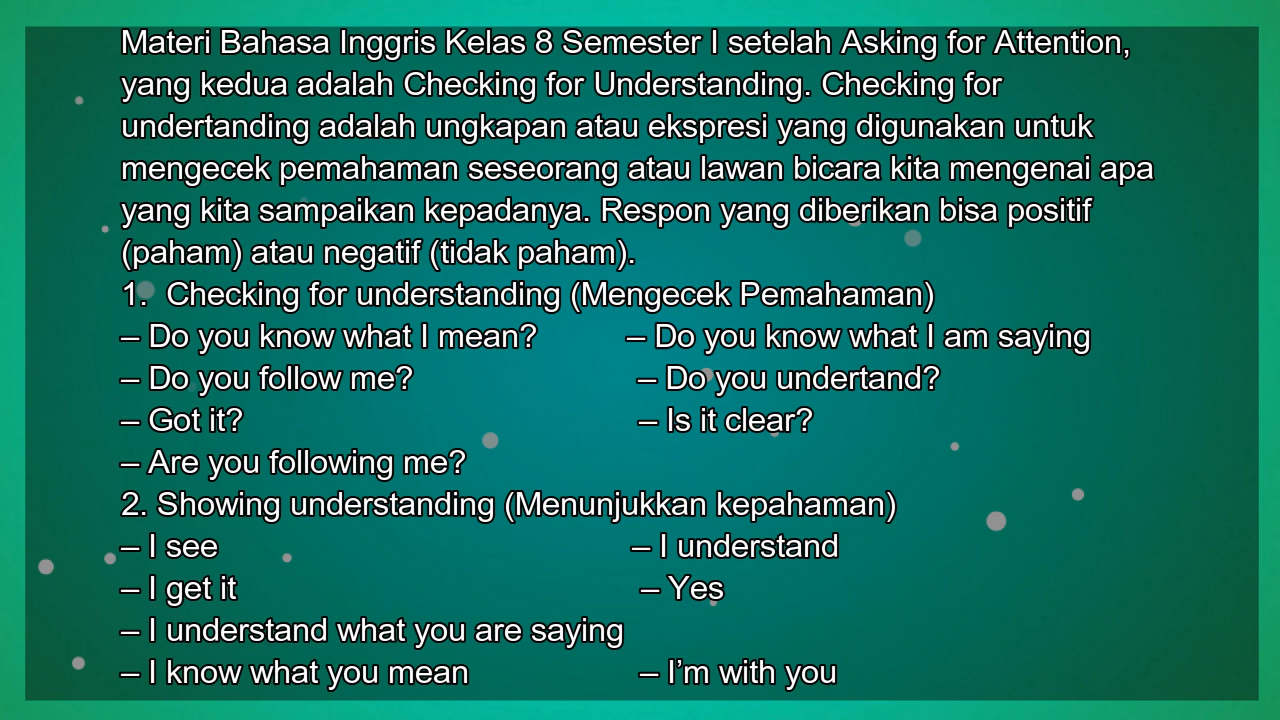 Materi Bahasa Inggris Kelas 8 Semester I setelah Asking for Attention,
yang kedua adalah Checking for Understanding. Checking for
undertanding adalah ungkapan atau ekspresi yang digunakan untuk
mengecek pemahaman seseorang atau lawan bicara kita mengenai apa
yang kita sampaikan kepadanya. Respon yang diberikan bisa positif
(paham) atau negatif (tidak paham).
1. Checking for understanding (Mengecek Pemahaman)
– Do you know what I mean? – Do you know what I am saying
– Do you follow me? – Do you undertand?
– Got it? – Is it clear?
– Are you following me?
2. Showing understanding (Menunjukkan kepahaman)
– I see – I understand
– I get it – Yes
– I understand what you are saying
– I know what you mean – I’m with you